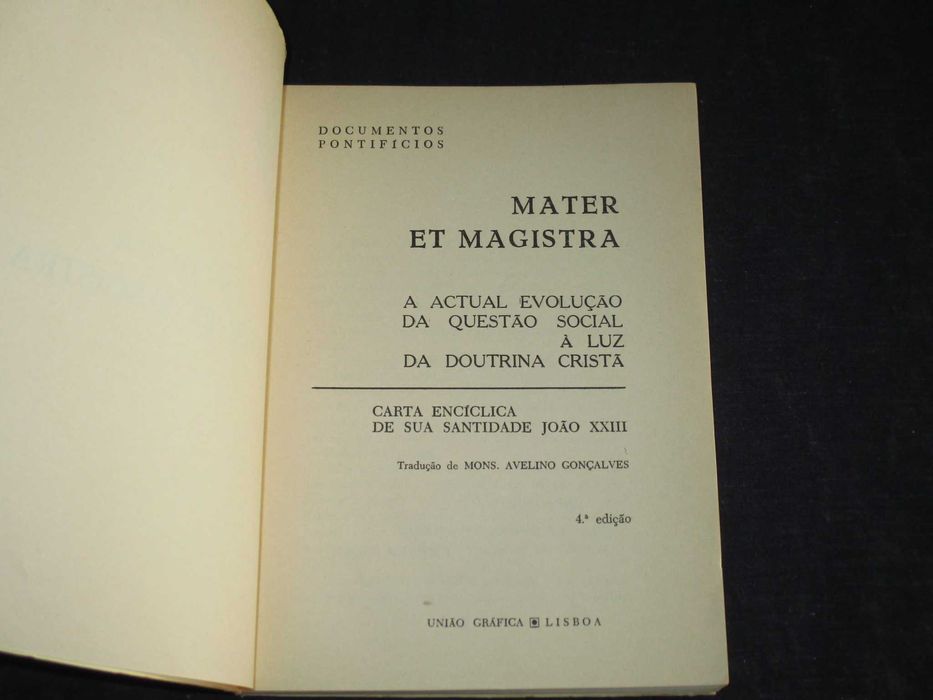 DOCUMENTOS
PONTIFÍCIOS
MATER
ET MAGISTRA
A ACTUAL EVOLUÇÃO
DA QUESTÃO SOCIAL
À LUZ
DA DOUTRINA CRISTÃ
CARTA ENCÍCLICA
DE SUA SANTIDADE JOÃO XXIII
Tradução de MONS. AVELINO GONÇALVES
4.ª edição
UNIÃO GRÁFICA LISBOA